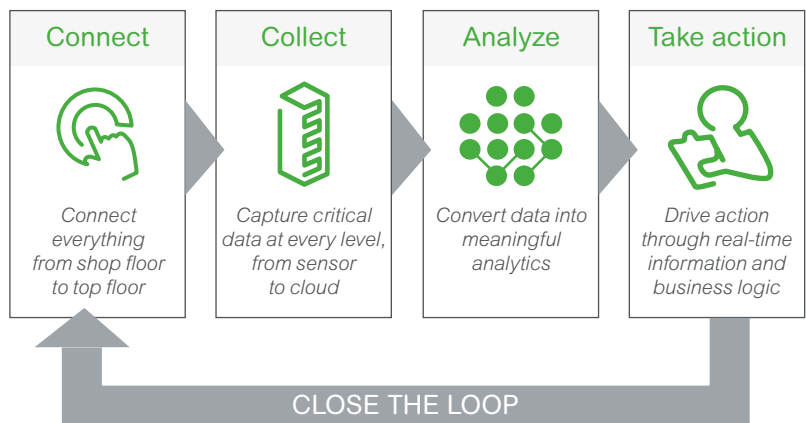 Connect
Connect
everything
from shop floor
to top floor
Collect
Capture critical
data at every level,
from sensor
to cloud
Analyze
Convert data into
meaningful
analytics
Take action
Drive action
through real-time
information and
business logic
CLOSE THE LOOP